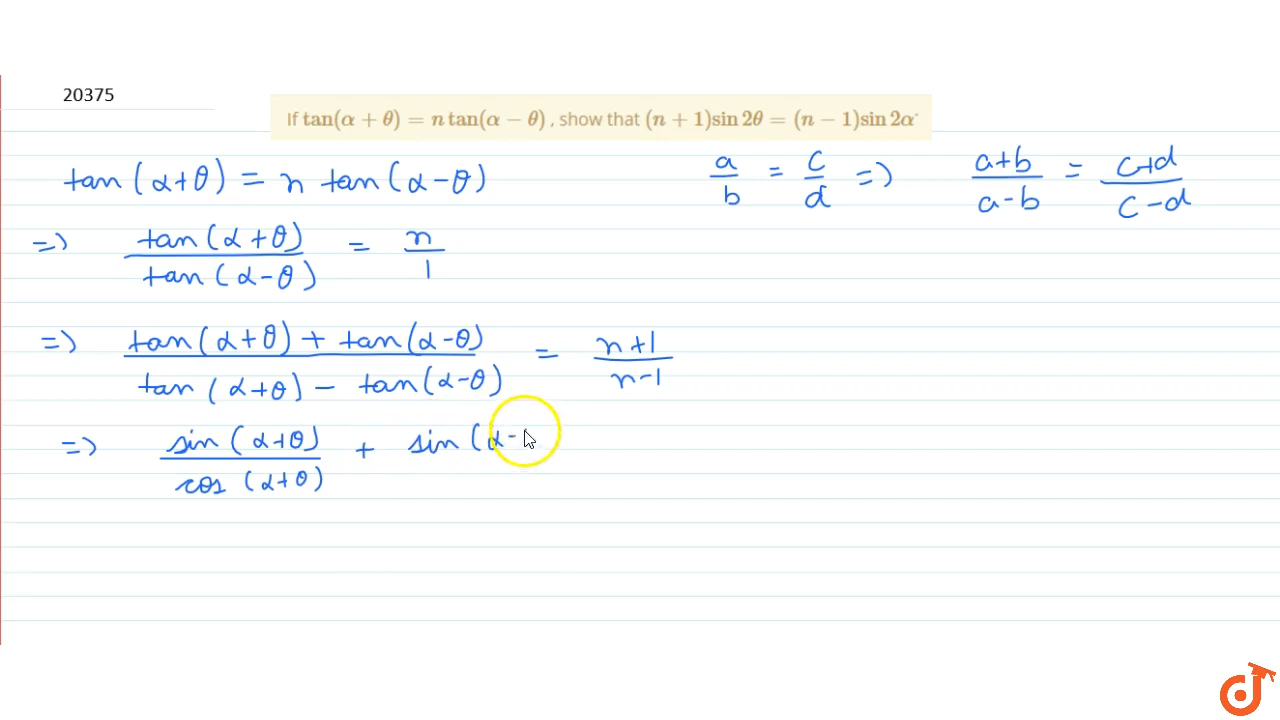 20375
If tan(α + θ) = n tan(α − θ) , show that (n + 1)sin 2θ = (n − 1)sin 2α·
tan(α+θ) = n tan(α-θ)
a/b = c/d => (a+b)/(a-b) = (c+d)/(c-d)
=> tan(α+θ)/tan(α-θ) = n/1
=> (tan(α+θ) + tan(α-θ))/(tan(α+θ) - tan(α-θ)) = (n+1)/(n-1)
=> sin(α+θ)/cos(α+θ) + sin(α-